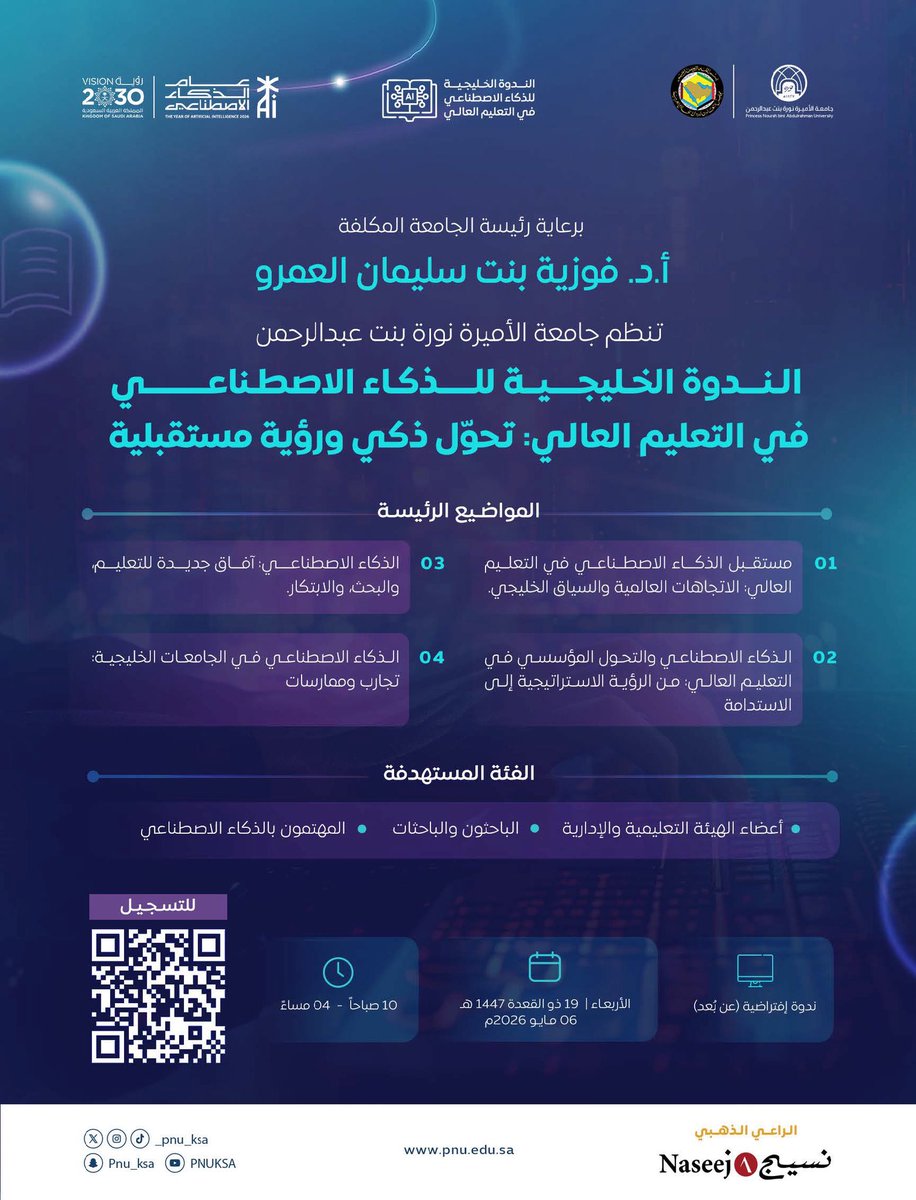 رؤية VISION
2030
المملكة العربية السعودية
KINGDOM OF SAUDI ARABIA
عام
الذكاء
الاصطناعي
AI
THE YEAR OF ARTIFICIAL INTELLIGENCE 2026
AI
الندوة الخليجية
للذكاء الاصطناعي
في التعليم العالي
جامعة الأميرة نورة بنت عبدالرحمن
Princess Nourah bint Abdulrahman University
برعاية رئيسة الجامعة المكلفة
أ.د. فوزية بنت سليمان العمرو
تنظم جامعة الأميرة نورة بنت عبدالرحمن
الندوة الخليجية للذكاء الاصطناعي
في التعليم العالي: تحوّل ذكي ورؤية مستقبلية
المواضيع الرئيسة
01
مستقبل الذكاء الاصطناعي في التعليم
العالي: الاتجاهات العالمية والسياق الخليجي.
02
الذكاء الاصطناعي والتحول المؤسسي في
التعليم العالي: من الرؤية الاستراتيجية إلى
الاستدامة
03
الذكاء الاصطناعي: آفاق جديدة للتعليم،
والبحث، والابتكار.
04
الذكاء الاصطناعي في الجامعات الخليجية:
تجارب وممارسات
الفئة المستهدفة
• أعضاء الهيئة التعليمية والإدارية • الباحثون والباحثات • المهتمون بالذكاء الاصطناعي
للتسجيل
ندوة إفتراضية (عن بُعد)
الأربعاء | 19 ذو القعدة 1447 هـ
06 مايو 2026م
10 صباحاً - 04 مساءً
الراعي الذهبي
Naseej نسيج
www.pnu.edu.sa
_pnu_ksa
Pnu_ksa PNUKSA